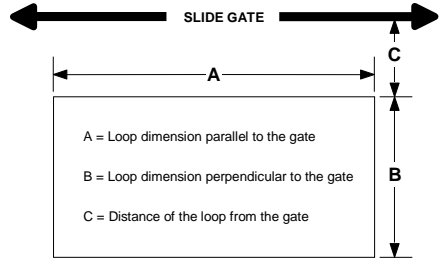 SLIDE GATE
C
A
A = Loop dimension parallel to the gate
B = Loop dimension perpendicular to the gate
B
C = Distance of the loop from the gate